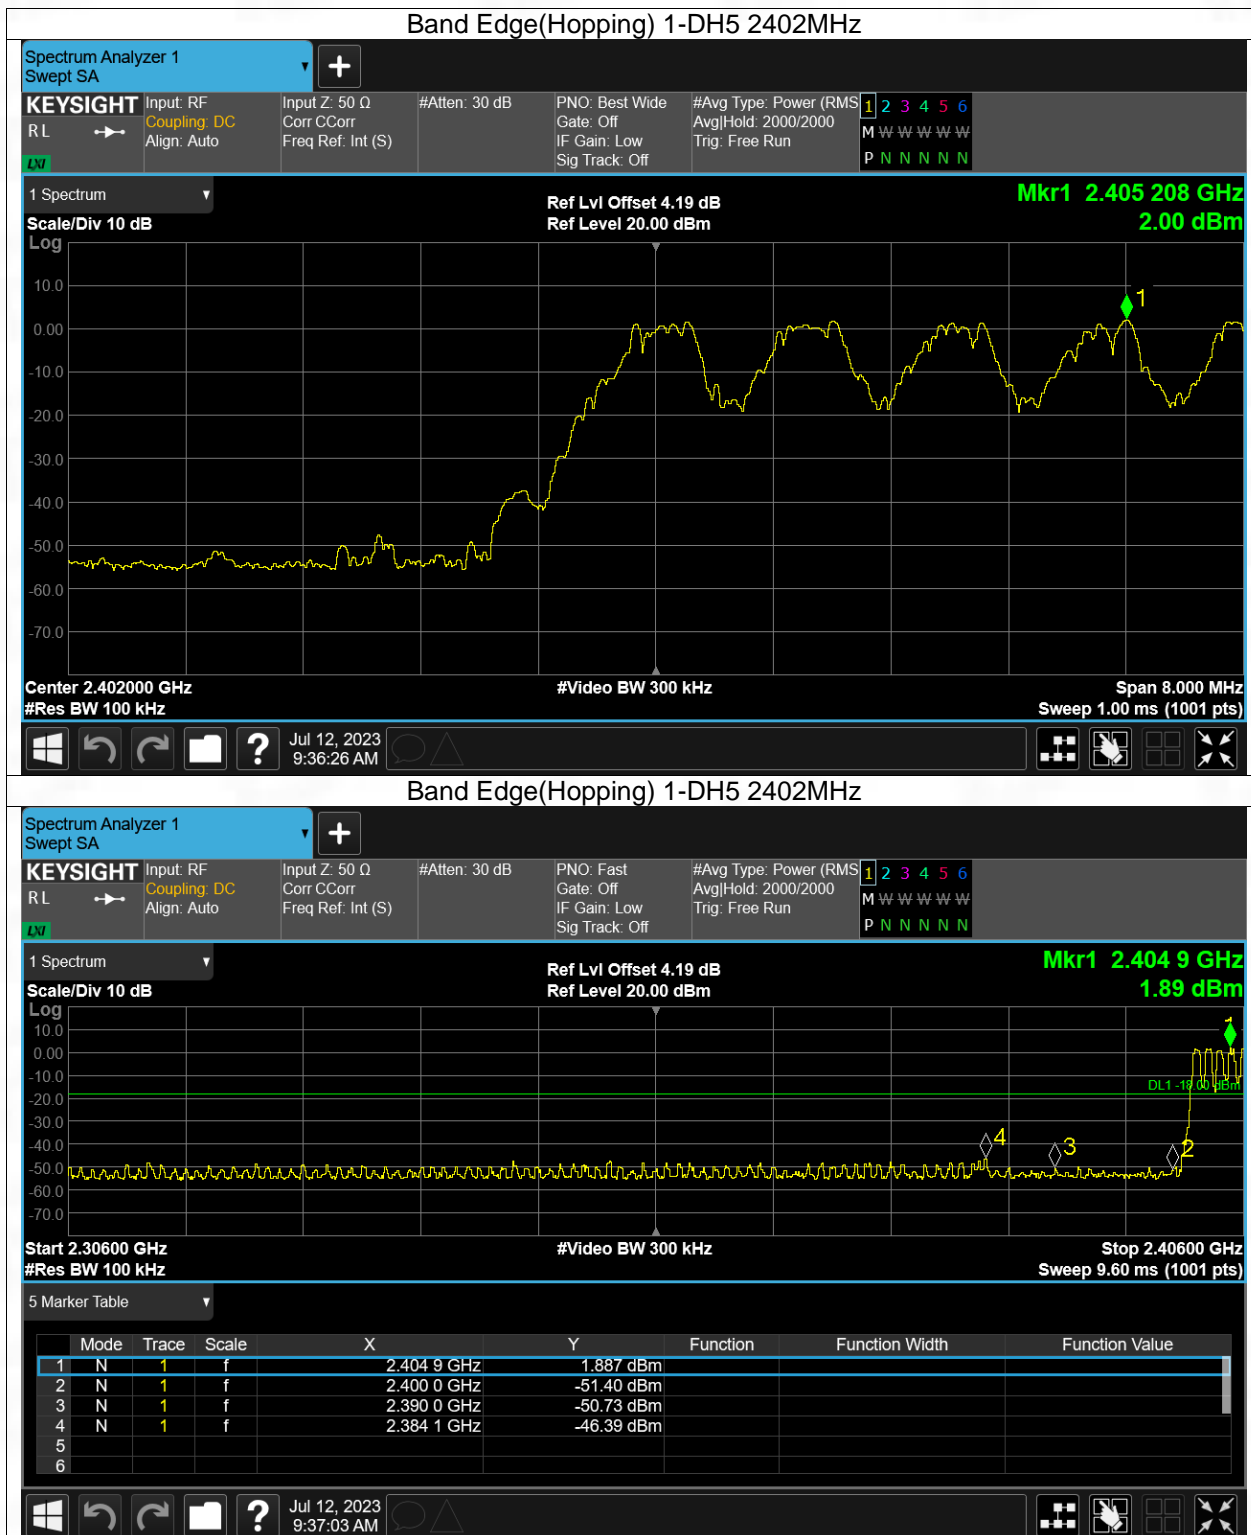 Band Edge(Hopping) 1-DH5 2402MHz
Spectrum Analyzer 1
Swept SA
KEYSIGHT Input: RF Input Z: 50 Ω #Atten: 30 dB PNO: Best Wide #Avg Type: Power (RMS 1 2 3 4 5 6
RL Coupling: DC Corr CCorr Gate: Off Avg|Hold: 2000/2000 M W W W W W
Align: Auto Freq Ref: Int (S) IF Gain: Low Trig: Free Run
LXI Sig Track: Off P N N N N N
1 Spectrum Ref Lvl Offset 4.19 dB Mkr1 2.405 208 GHz
Scale/Div 10 dB Ref Level 20.00 dBm 2.00 dBm
Log
10.0
1
0.00
-10.0
-20.0
-30.0
-40.0
-50.0
-60.0
-70.0
Center 2.402000 GHz #Video BW 300 kHz Span 8.000 MHz
#Res BW 100 kHz Sweep 1.00 ms (1001 pts)
? Jul 12, 2023
9:36:26 AM
Band Edge(Hopping) 1-DH5 2402MHz
Spectrum Analyzer 1
Swept SA
KEYSIGHT Input: RF Input Z: 50 Ω #Atten: 30 dB PNO: Fast #Avg Type: Power (RMS 1 2 3 4 5 6
RL Coupling: DC Corr CCorr Gate: Off Avg|Hold: 2000/2000 M W W W W W
Align: Auto Freq Ref: Int (S) IF Gain: Low Trig: Free Run
LXI Sig Track: Off P N N N N N
1 Spectrum Ref Lvl Offset 4.19 dB Mkr1 2.404 9 GHz
Scale/Div 10 dB Ref Level 20.00 dBm 1.89 dBm
Log
10.0 1
0.00
-10.0 DL1 -18.00 dBm
-20.0
-30.0
-40.0 4 3 2
-50.0
-60.0
-70.0
Start 2.30600 GHz #Video BW 300 kHz Stop 2.40600 GHz
#Res BW 100 kHz Sweep 9.60 ms (1001 pts)
5 Marker Table
Mode Trace Scale X Y Function Function Width Function Value
1 N 1 f 2.404 9 GHz 1.887 dBm
2 N 1 f 2.400 0 GHz -51.40 dBm
3 N 1 f 2.390 0 GHz -50.73 dBm
4 N 1 f 2.384 1 GHz -46.39 dBm
5
6
? Jul 12, 2023
9:37:03 AM